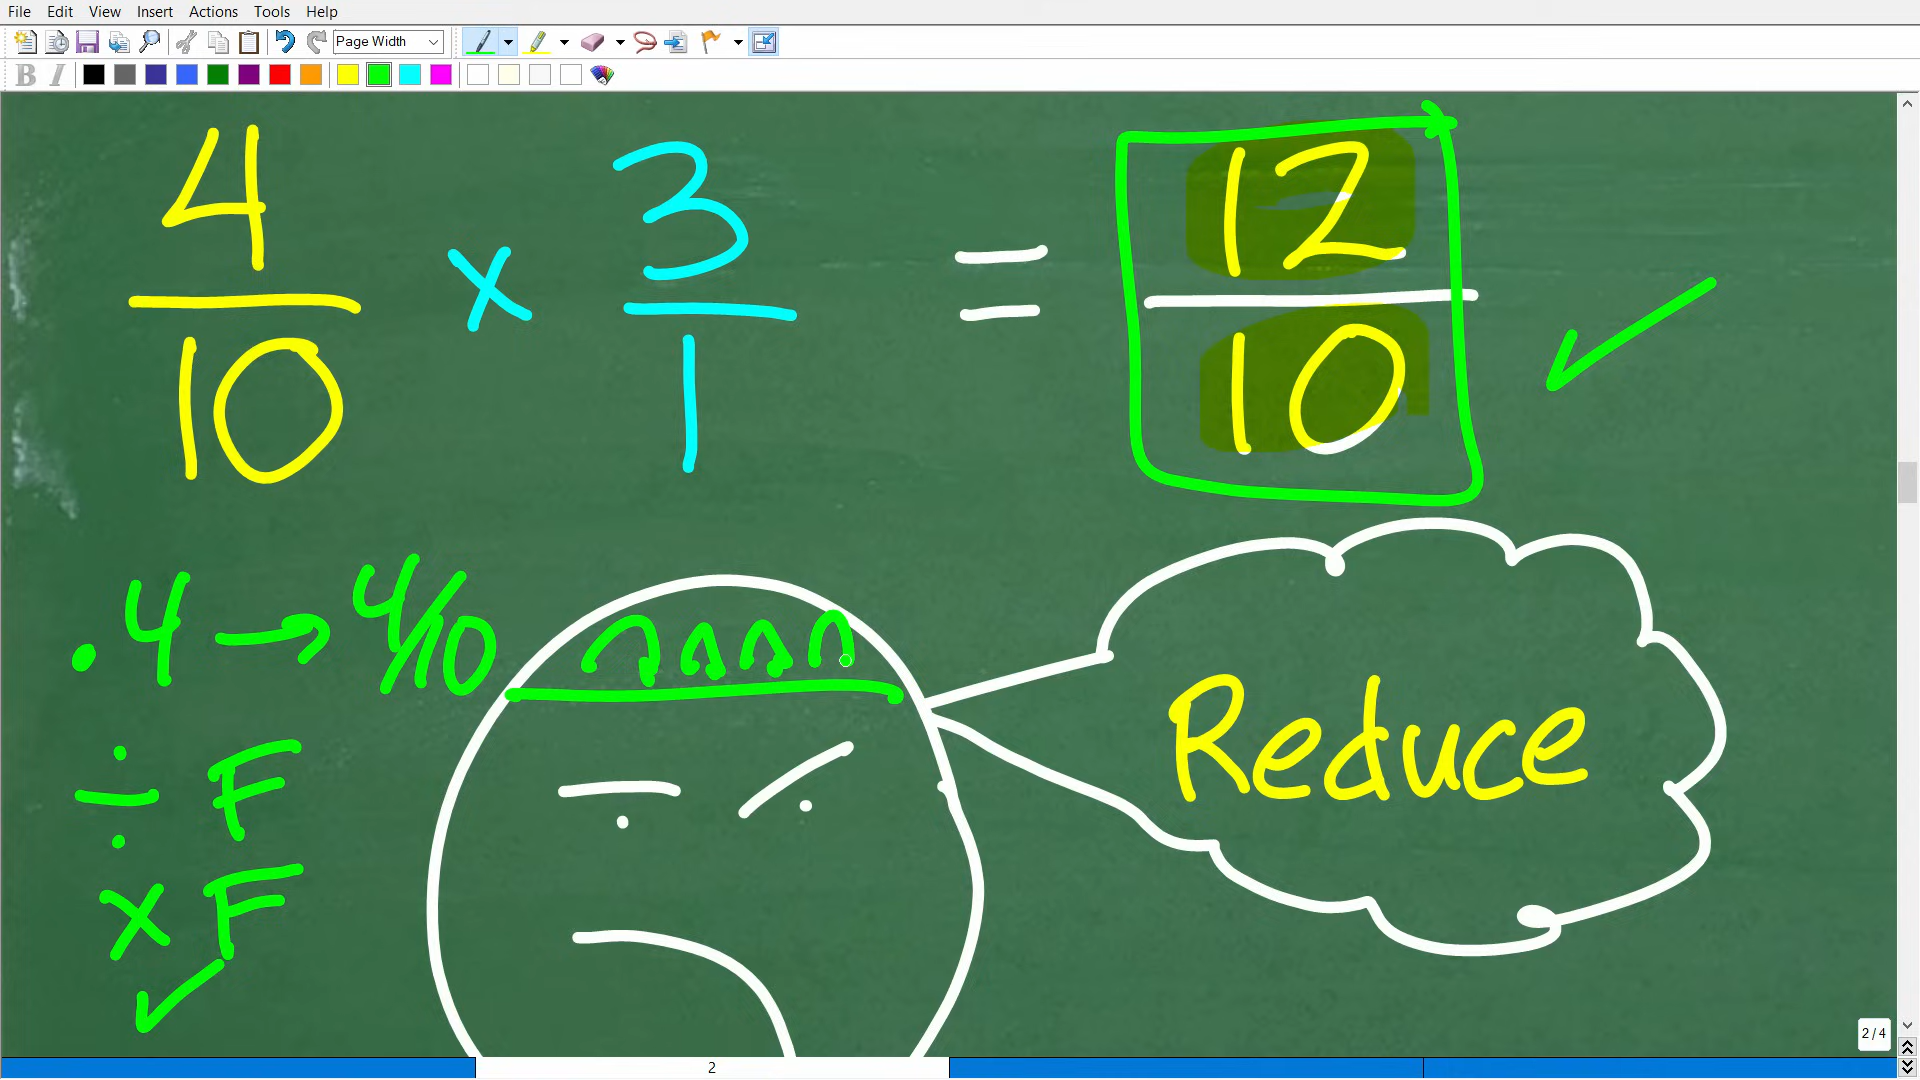 File Edit View Insert Actions Tools Help
Page Width
B I
4/10 × 3/1 = 12/10
.4 → 4/10
÷ F
× F
Reduce
2 / 4
2